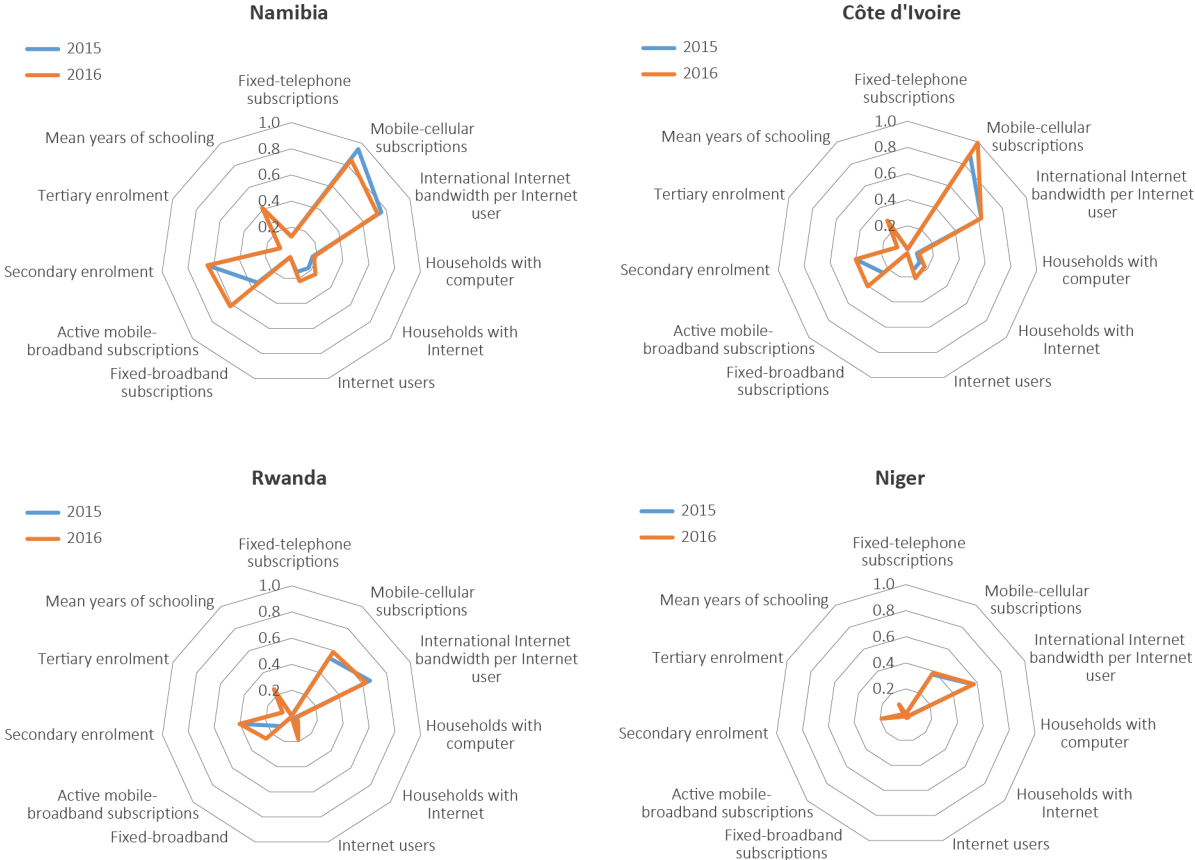 Namibia
2015
2016
Fixed-telephone
subscriptions
Mobile-cellular
subscriptions
International Internet
bandwidth per Internet
user
Households with
computer
Households with
Internet
Internet users
Fixed-broadband
subscriptions
Active mobile-
broadband subscriptions
Secondary enrolment
Tertiary enrolment
Mean years of schooling
1.0
0.8
0.6
0.4
0.2
Côte d'Ivoire
2015
2016
Fixed-telephone
subscriptions
Mobile-cellular
subscriptions
International Internet
bandwidth per Internet
user
Households with
computer
Households with
Internet
Internet users
Fixed-broadband
subscriptions
Active mobile-
broadband subscriptions
Secondary enrolment
Tertiary enrolment
Mean years of schooling
1.0
0.8
0.6
0.4
0.2
Rwanda
2015
2016
Fixed-telephone
subscriptions
Mobile-cellular
subscriptions
International Internet
bandwidth per Internet
user
Households with
computer
Households with
Internet
Internet users
Fixed-broadband
Active mobile-
broadband subscriptions
Secondary enrolment
Tertiary enrolment
Mean years of schooling
1.0
0.8
0.6
0.4
0.2
Niger
2015
2016
Fixed-telephone
subscriptions
Mobile-cellular
subscriptions
International Internet
bandwidth per Internet
user
Households with
computer
Households with
Internet
Internet users
Fixed-broadband
subscriptions
Active mobile-
broadband subscriptions
Secondary enrolment
Tertiary enrolment
Mean years of schooling
1.0
0.8
0.6
0.4
0.2